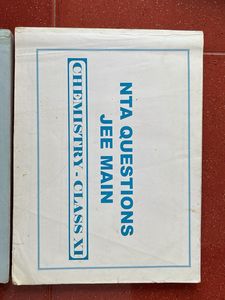 NTA QUESTIONS
JEE MAIN
CHEMISTRY - CLASS XI